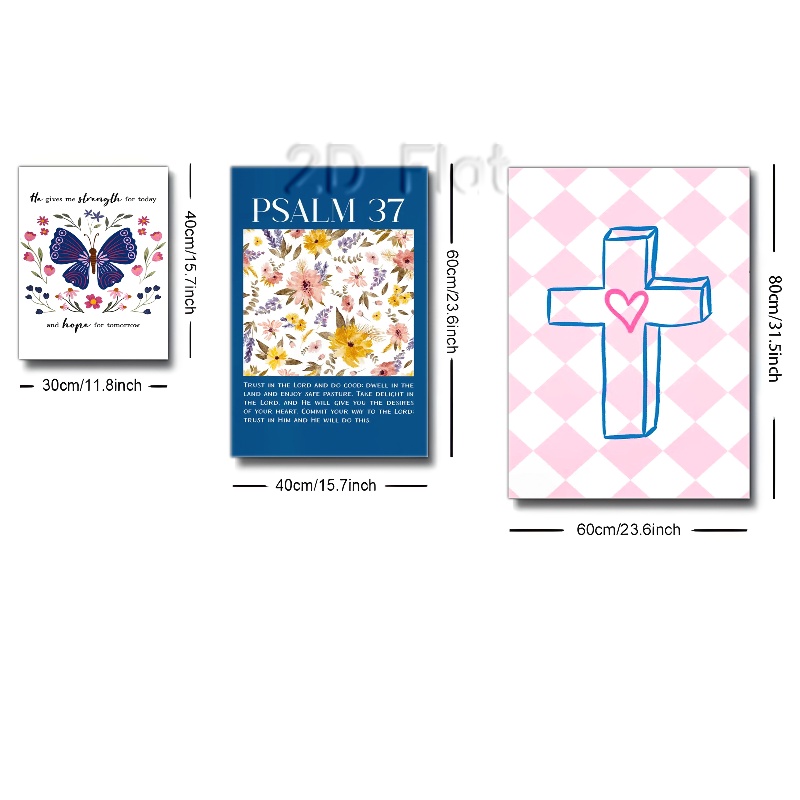 2D Flat
He gives me strength for today
and hope for tomorrow
40cm/15.7inch
30cm/11.8inch
PSALM 37
TRUST IN THE LORD AND DO GOOD; DWELL IN THE
LAND AND ENJOY SAFE PASTURE. TAKE DELIGHT IN
THE LORD, AND HE WILL GIVE YOU THE DESIRES
OF YOUR HEART. COMMIT YOUR WAY TO THE LORD;
TRUST IN HIM AND HE WILL DO THIS
60cm/23.6inch
40cm/15.7inch
80cm/31.5inch
60cm/23.6inch